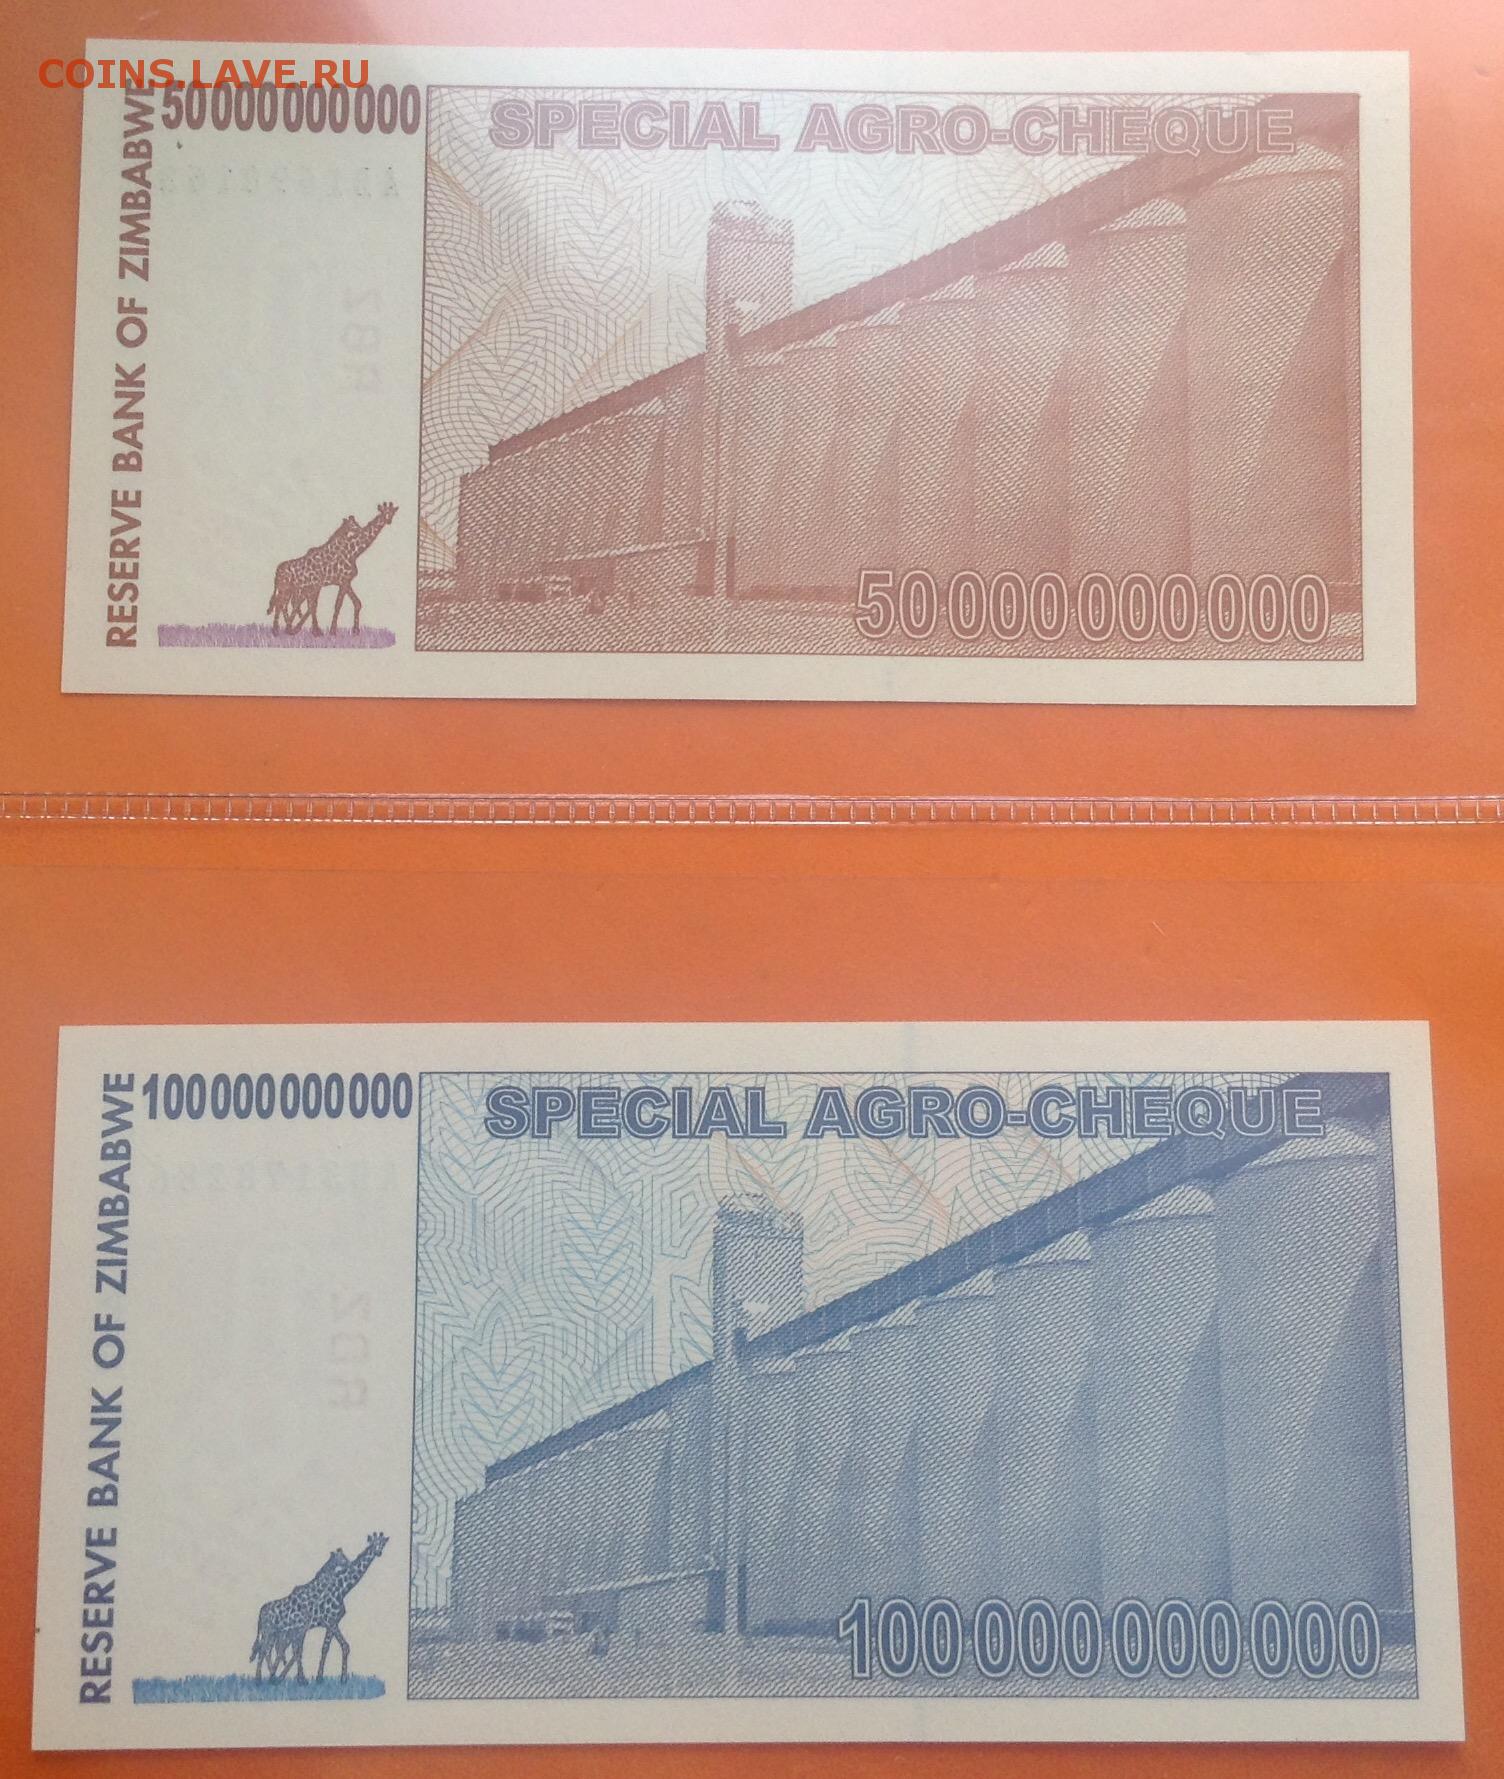 COINS.LAVE.RU
50 000 000 000
SPECIAL AGRO-CHEQUE
RESERVE BANK OF ZIMBABWE
50 000 000 000
100 000 000 000
SPECIAL AGRO-CHEQUE
RESERVE BANK OF ZIMBABWE
100 000 000 000